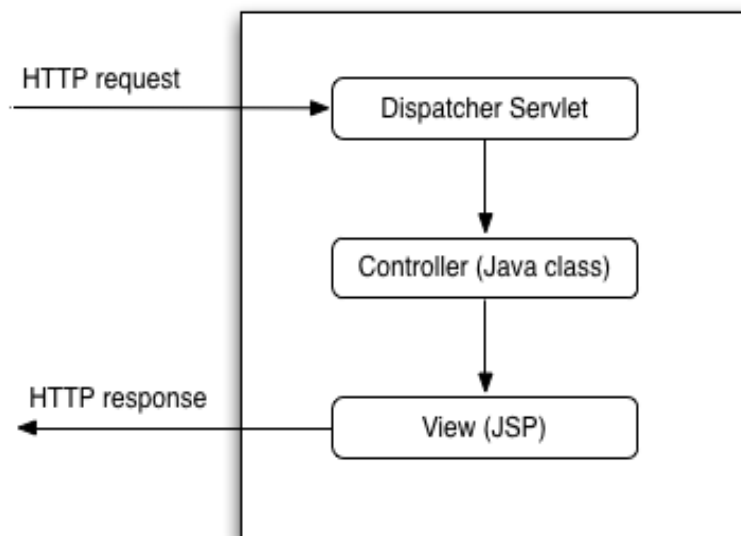 HTTP request
Dispatcher Servlet
Controller (Java class)
HTTP response
View (JSP)